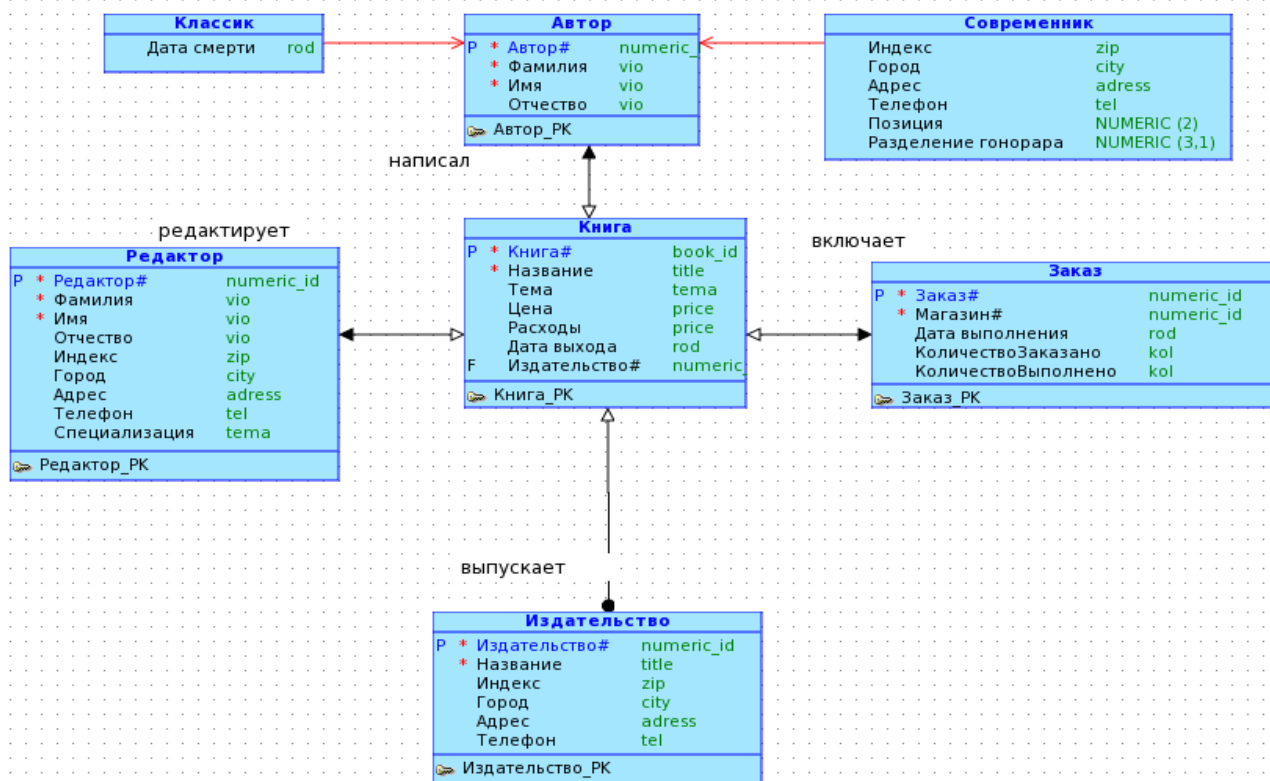 Классик
Дата смерти rod
Автор
P * Автор# numeric_
* Фамилия vio
* Имя vio
Отчество vio
Автор_PK
Современник
Индекс zip
Город city
Адрес adress
Телефон tel
Позиция NUMERIC (2)
Разделение гонорара NUMERIC (3,1)
написал
редактирует
Редактор
P * Редактор# numeric_id
* Фамилия vio
* Имя vio
Отчество vio
Индекс zip
Город city
Адрес adress
Телефон tel
Специализация tema
Редактор_PK
Книга
P * Книга# book_id
* Название title
Тема tema
Цена price
Расходы price
Дата выхода rod
F Издательство# numeric_
Книга_PK
включает
Заказ
P * Заказ# numeric_id
* Магазин# numeric_id
Дата выполнения rod
КоличествоЗаказано kol
КоличествоВыполнено kol
Заказ_PK
выпускает
Издательство
P * Издательство# numeric_id
* Название title
Индекс zip
Город city
Адрес adress
Телефон tel
Издательство_PK